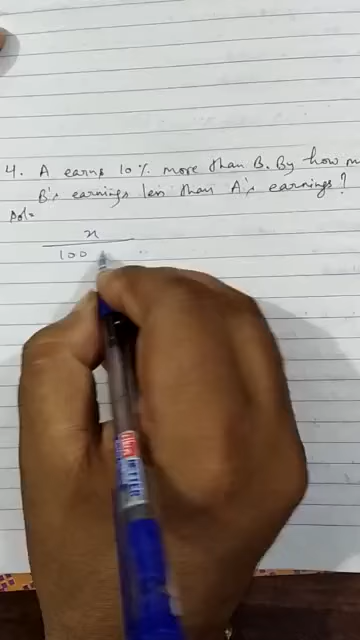 4. A earns 10% more than B. By how
B's earnings less than A's earnings?
Sol-
x
100